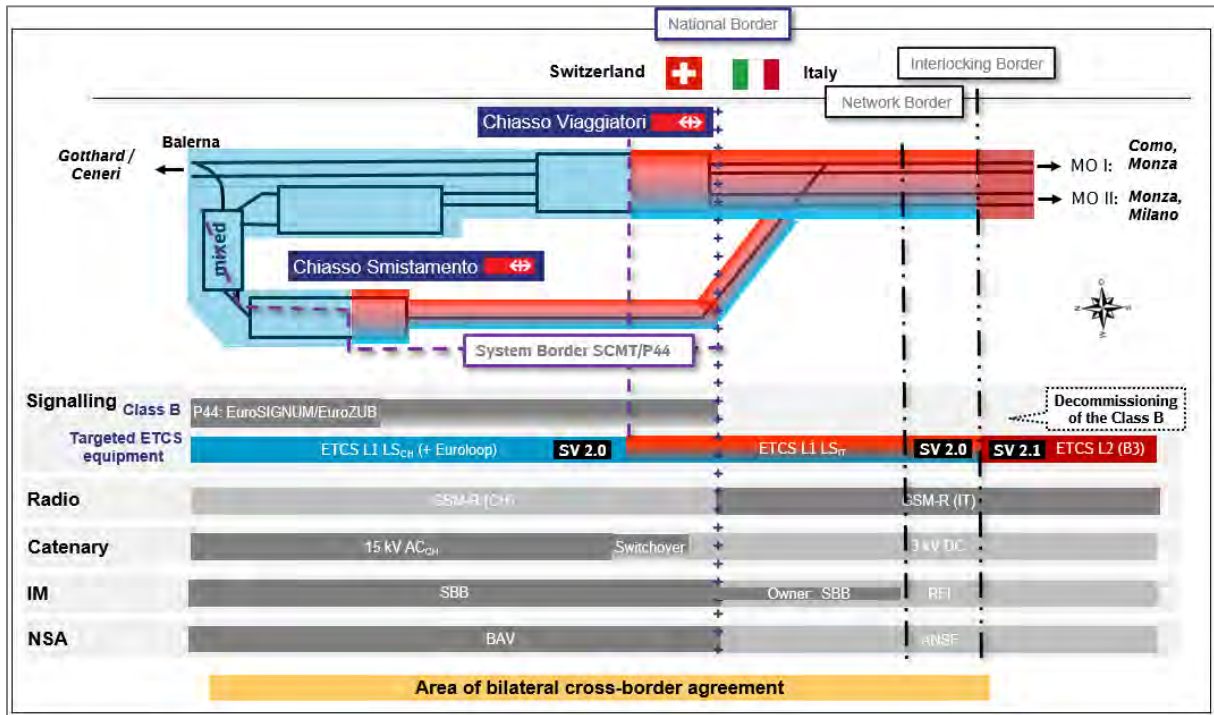 National Border
Interlocking Border
Switzerland
Italy
Network Border
Chiasso Viaggiatori
Balerna
Gotthard /
Ceneri
MO I:
Como,
Monza
MO II:
Monza,
Milano
mixed
Chiasso Smistamento
System Border SCMT/P44
Signalling
Class B
P44: EuroSIGNUM/EuroZUB
Decommissioning
of the Class B
Targeted ETCS
equipment
ETCS L1 LSCH (+ Euroloop)
SV 2.0
ETCS L1 LSIT
SV 2.0
SV 2.1
ETCS L2 (B3)
Radio
GSM-R (CH)
GSM-R (IT)
Catenary
15 kV ACCH
Switchover
3 kV DC
IM
SBB
Owner: SBB
RFI
NSA
BAV
ANSF
Area of bilateral cross-border agreement